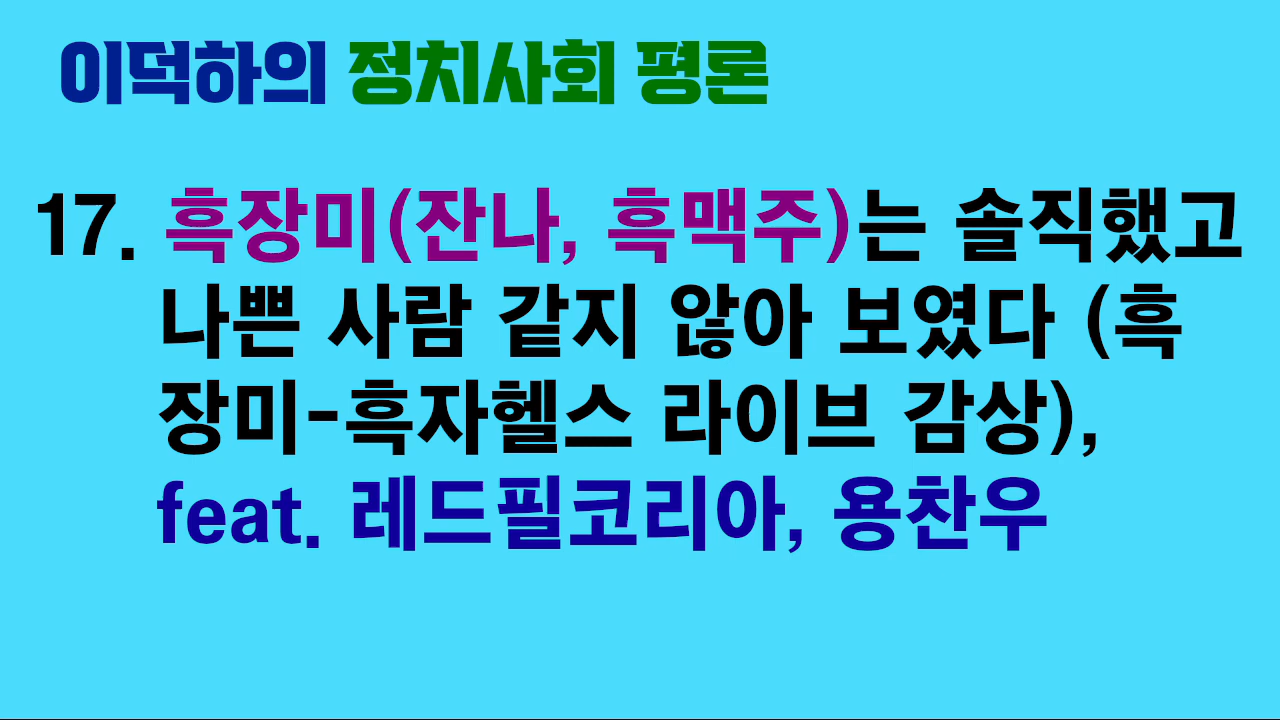 이덕하의 정치사회 평론
17. 흑장미(잔나, 흑맥주)는 솔직했고
나쁜 사람 같지 않아 보였다 (흑
장미-흑자헬스 라이브 감상),
feat. 레드필코리아, 용찬우